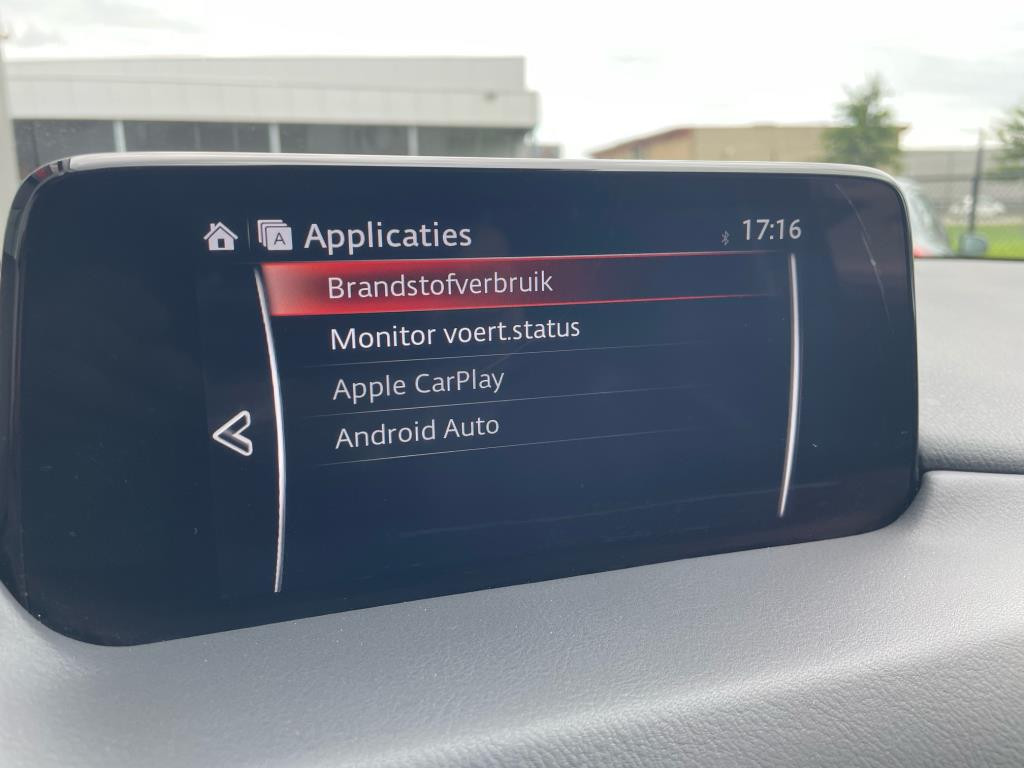 A Applicaties 17:16
Brandstofverbruik
Monitor voert.status
Apple CarPlay
Android Auto